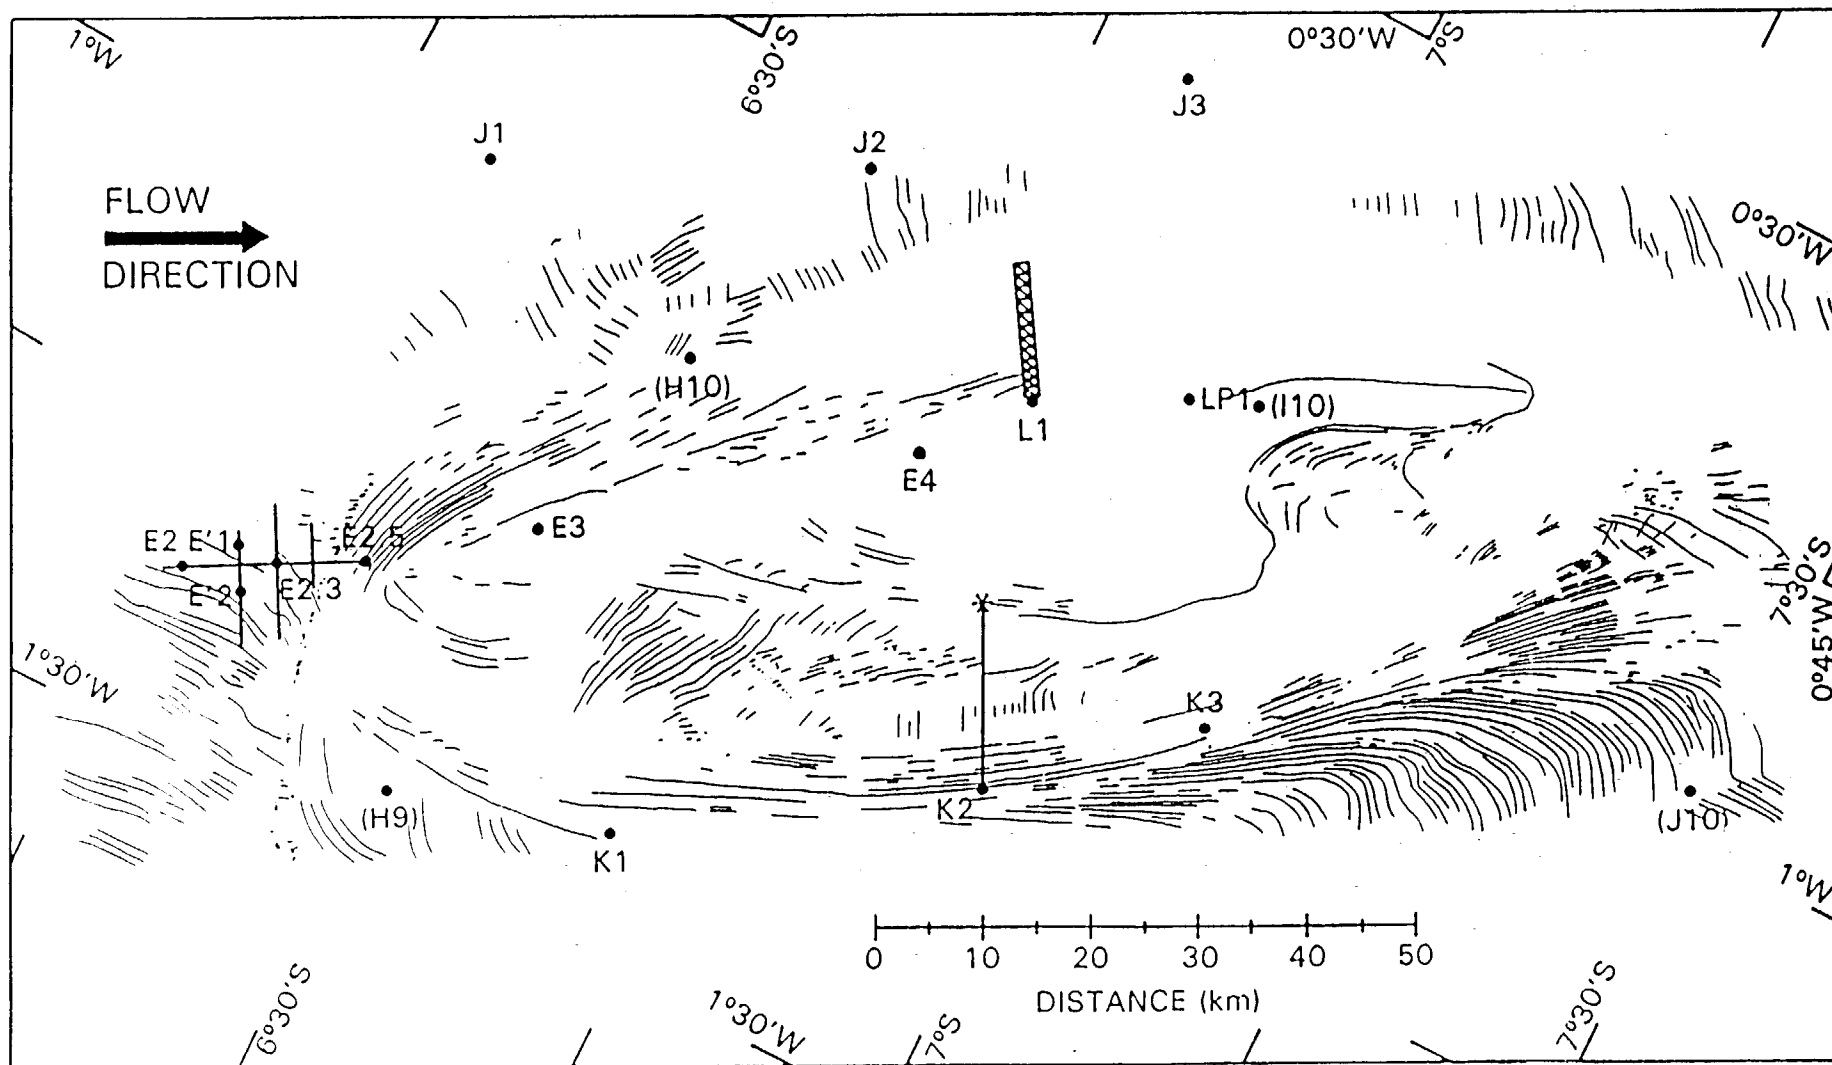 1°W
6°30'S
0°30'W
7°S
J3
J1
J2
FLOW
DIRECTION
0°30'W
(H10)
L1
LP1
(I10)
E4
E3
E2
E'1
E2 5
E'2
E2 3
7°30'S
0°45'W
1°30'W
K3
K2
(H9)
K1
(J10)
1°W
0 10 20 30 40 50
DISTANCE (km)
6°30'S
1°30'W
7°S
7°30'S